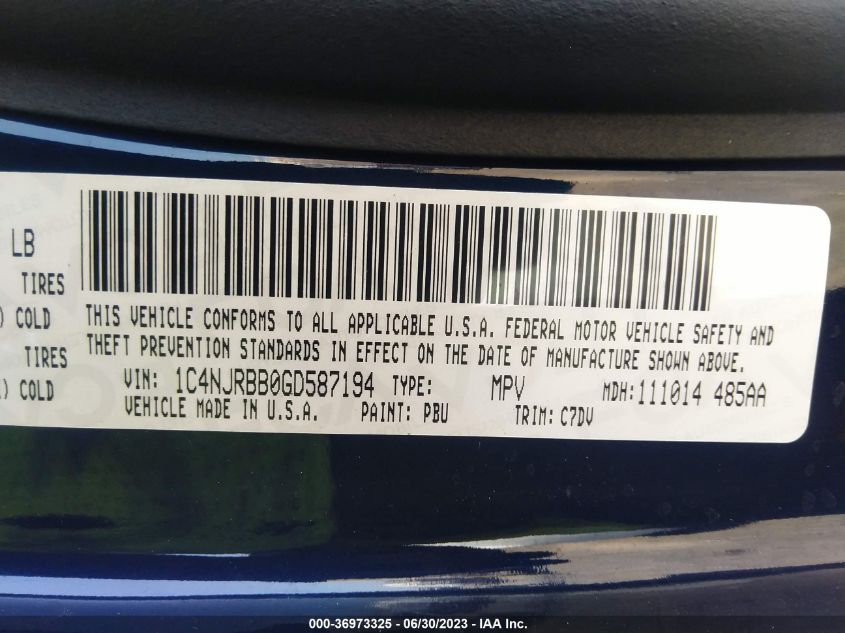 LB
TIRES
) COLD
TIRES
) COLD
THIS VEHICLE CONFORMS TO ALL APPLICABLE U.S.A. FEDERAL MOTOR VEHICLE SAFETY AND
THEFT PREVENTION STANDARDS IN EFFECT ON THE DATE OF MANUFACTURE SHOWN ABOVE.
VIN: 1C4NJRBB0GD587194 TYPE: MPV MDH:111014 485AA
VEHICLE MADE IN U.S.A. PAINT: PBU TRIM: C7DV
000-36973325 - 06/30/2023 - IAA Inc.